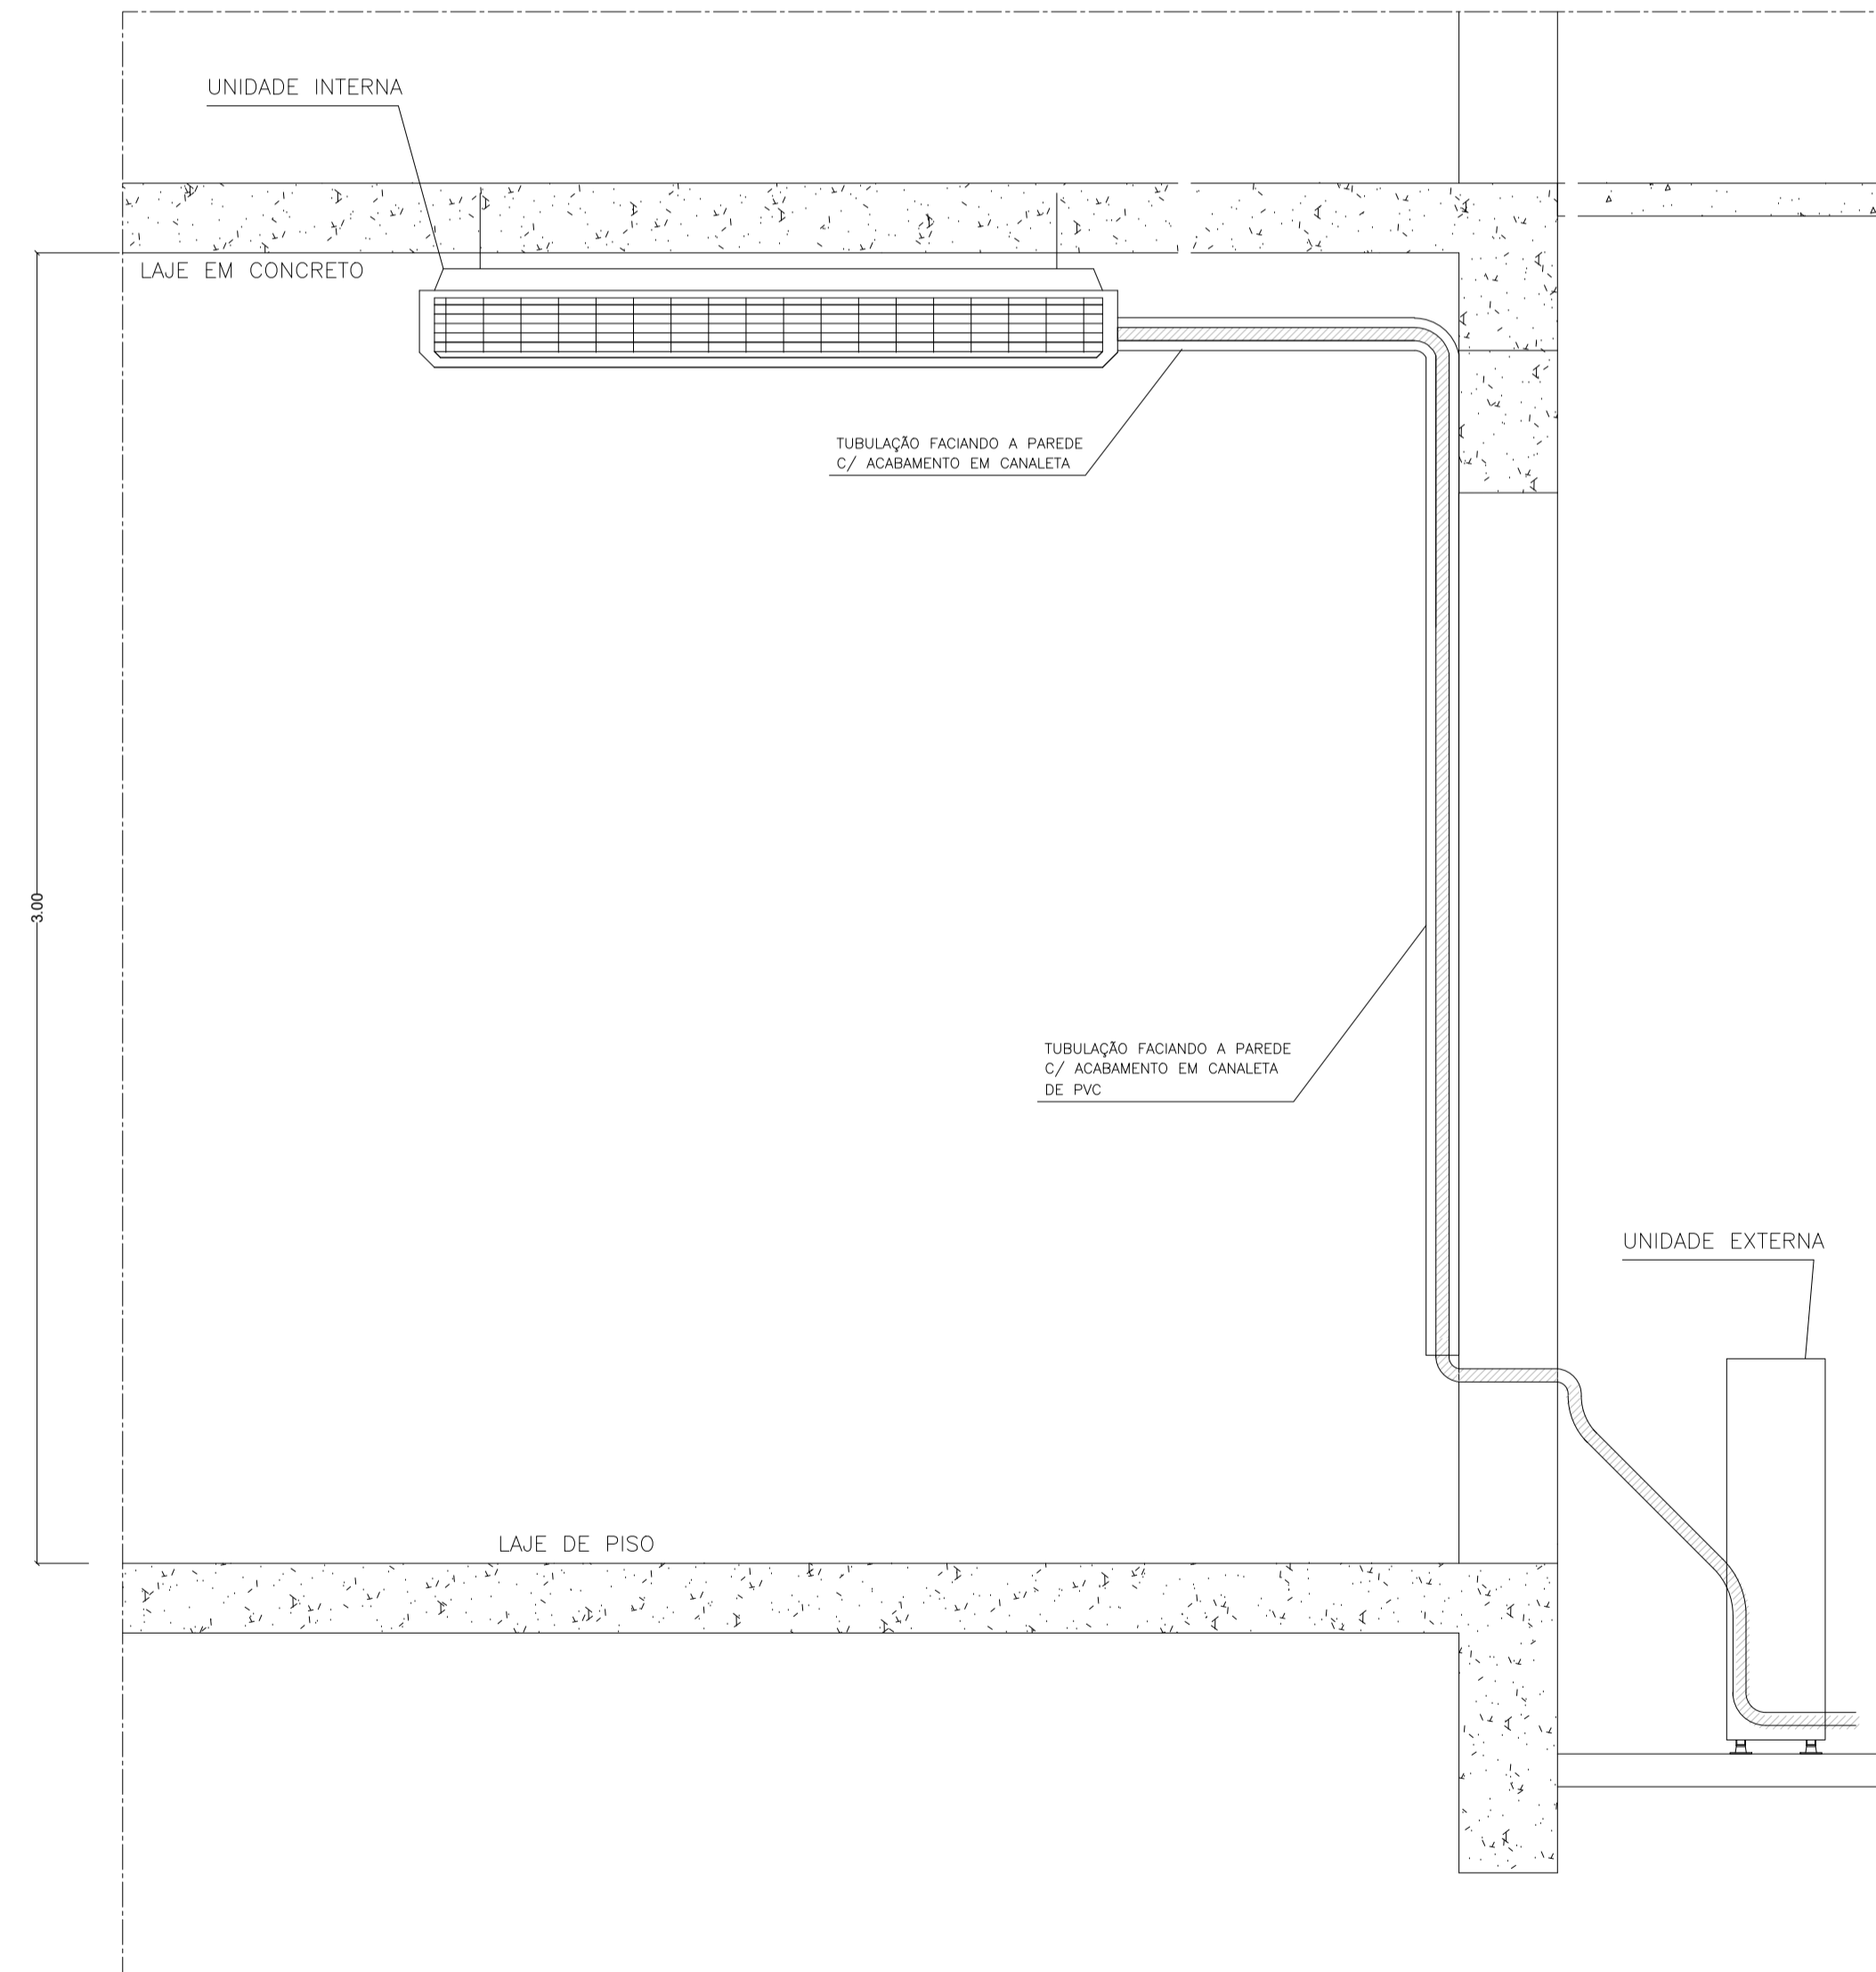 UNIDADE INTERNA
LAJE EM CONCRETO
TUBULAÇÃO FACIANDO A PAREDE
C/ ACABAMENTO EM CANALETA
3.00
TUBULAÇÃO FACIANDO A PAREDE
C/ ACABAMENTO EM CANALETA
DE PVC
UNIDADE EXTERNA
LAJE DE PISO